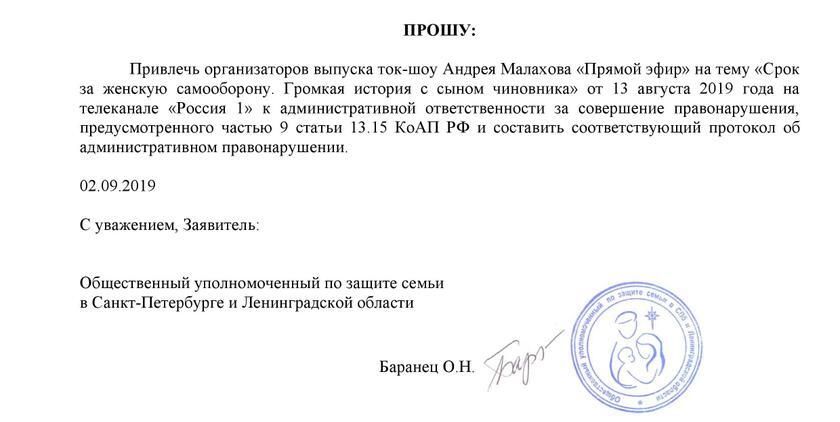 ПРОШУ:
Привлечь организаторов выпуска ток-шоу Андрея Малахова «Прямой эфир» на тему «Срок
за женскую самооборону. Громкая история с сыном чиновника» от 13 августа 2019 года на
телеканале «Россия 1» к административной ответственности за совершение правонарушения,
предусмотренного частью 9 статьи 13.15 КоАП РФ и составить соответствующий протокол об
административном правонарушении.
02.09.2019
С уважением, Заявитель:
Общественный уполномоченный по защите семьи
в Санкт-Петербурге и Ленинградской области
Баранец О.Н.
Общественный уполномоченный по защите семьи в СПб и Ленинградской области